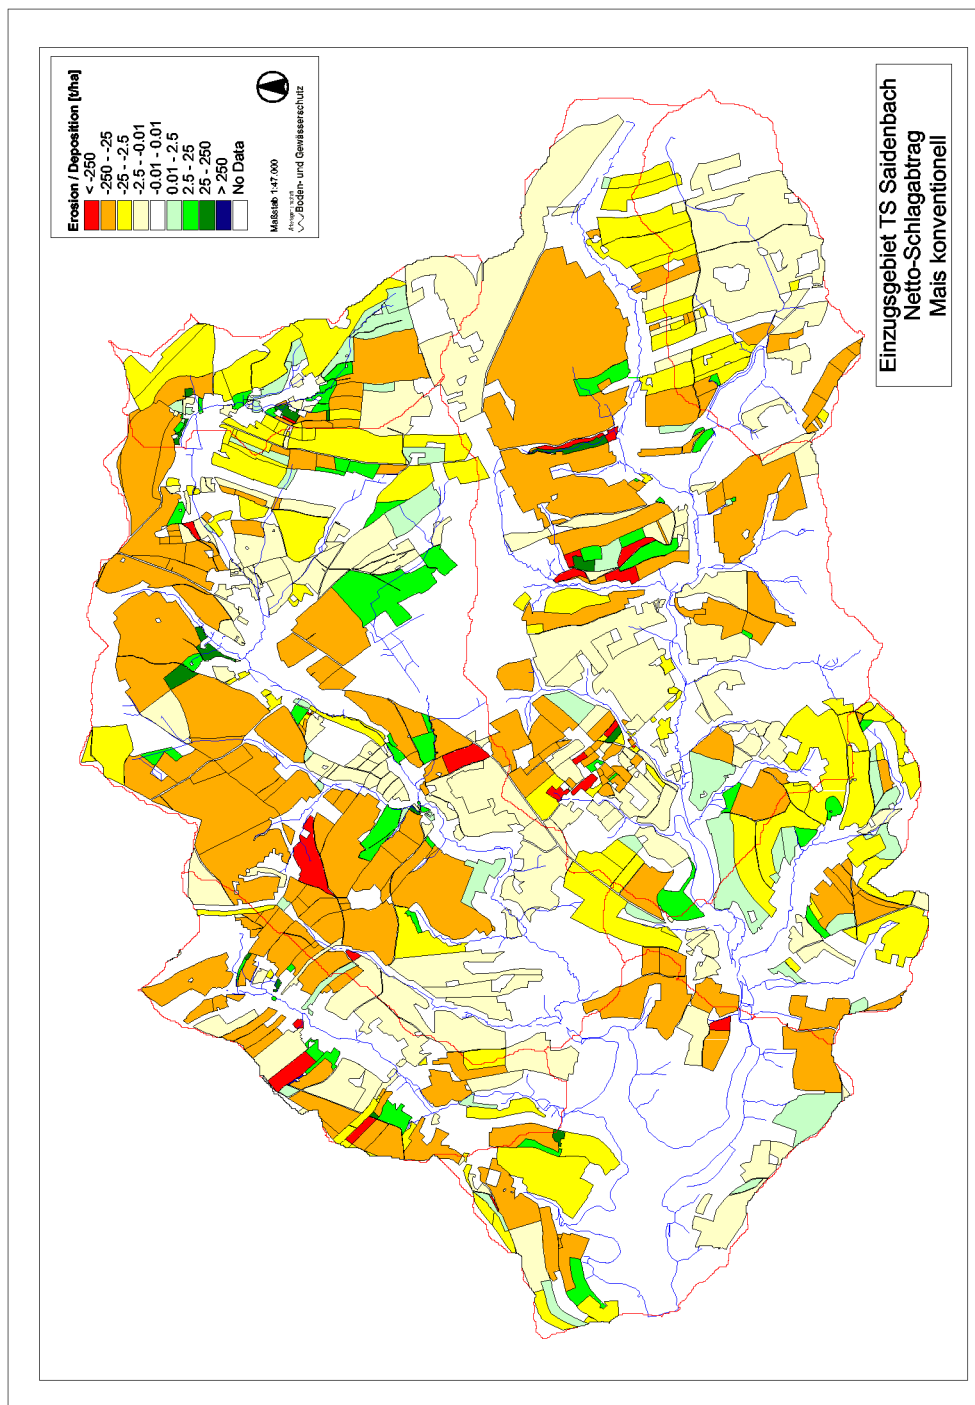 Erosion / Deposition [t/ha]
< -250
-250 - -25
-25 - -2.5
-2.5 - -0.01
-0.01 - 0.01
0.01 - 2.5
2.5 - 25
25 - 250
> 250
No Data
Maßstab 1:47.000
Boden- und Gewässerschutz
Einzugsgebiet TS Saidenbach
Netto-Schlagabtrag
Mais konventionell